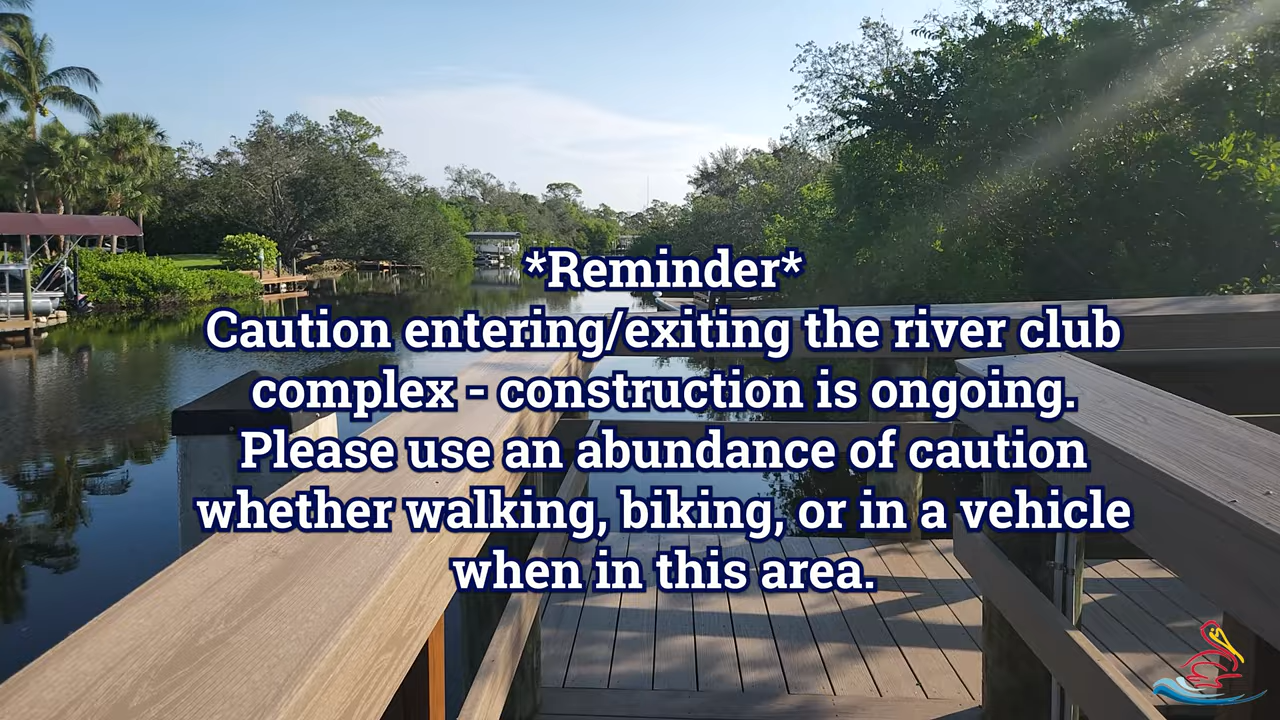 *Reminder*
Caution entering/exiting the river club
complex - construction is ongoing.
Please use an abundance of caution
whether walking, biking, or in a vehicle
when in this area.